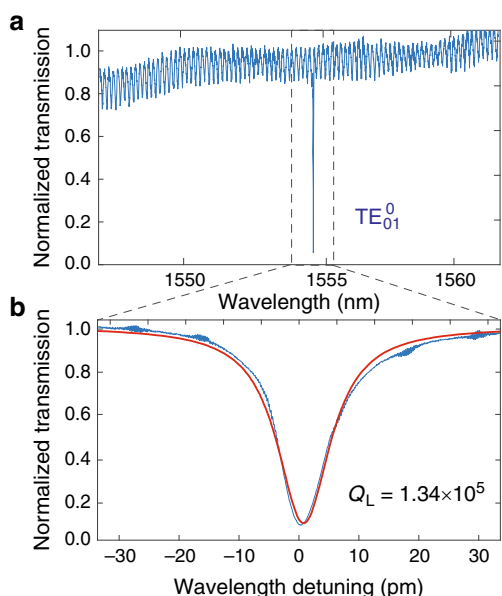 a
Normalized transmission
1.0
0.8
0.6
0.4
0.2
0.0
TE₀₁⁰
1550 1555 1560
Wavelength (nm)
b
Normalized transmission
1.0
0.8
0.6
0.4
0.2
0.0
Q_L = 1.34×10⁵
−30 −20 −10 0 10 20 30
Wavelength detuning (pm)